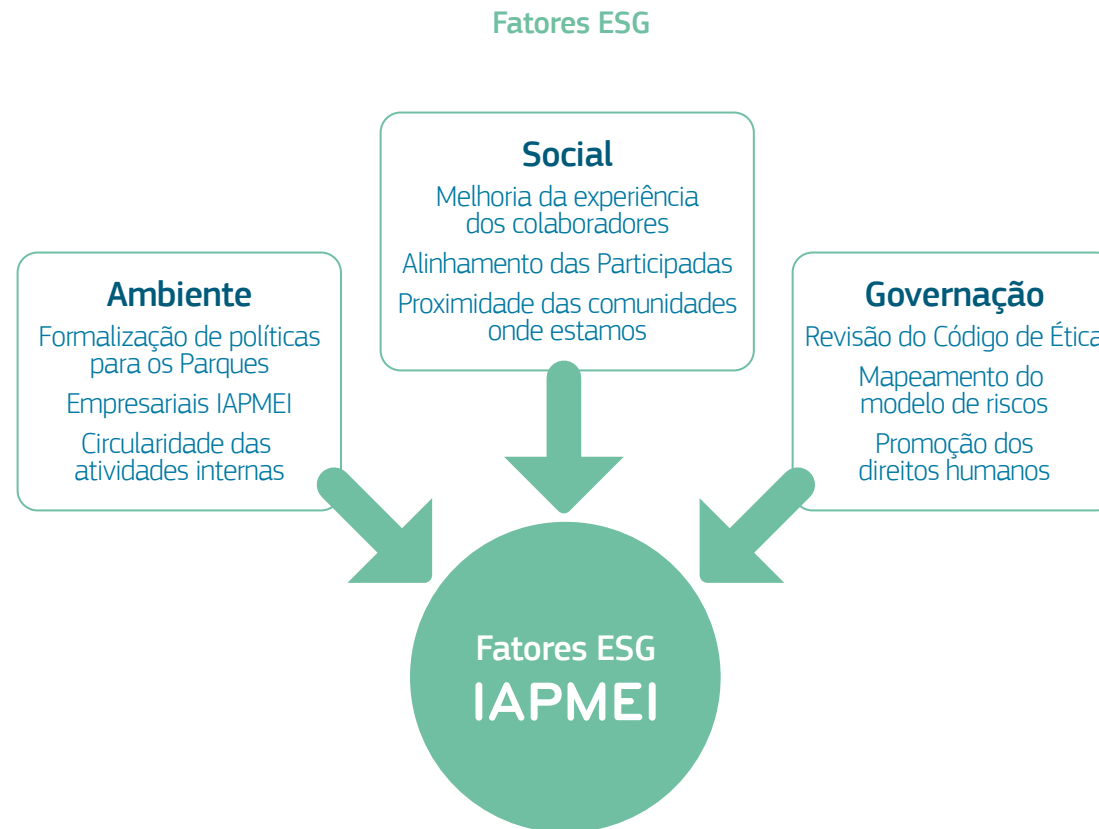 Fatores ESG
Social
Melhoria da experiência
dos colaboradores
Alinhamento das Participadas
Proximidade das comunidades
onde estamos
Ambiente
Formalização de políticas
para os Parques
Empresariais IAPMEI
Circularidade das
atividades internas
Governação
Revisão do Código de Ética
Mapeamento do
modelo de riscos
Promoção dos
direitos humanos
Fatores ESG
IAPMEI